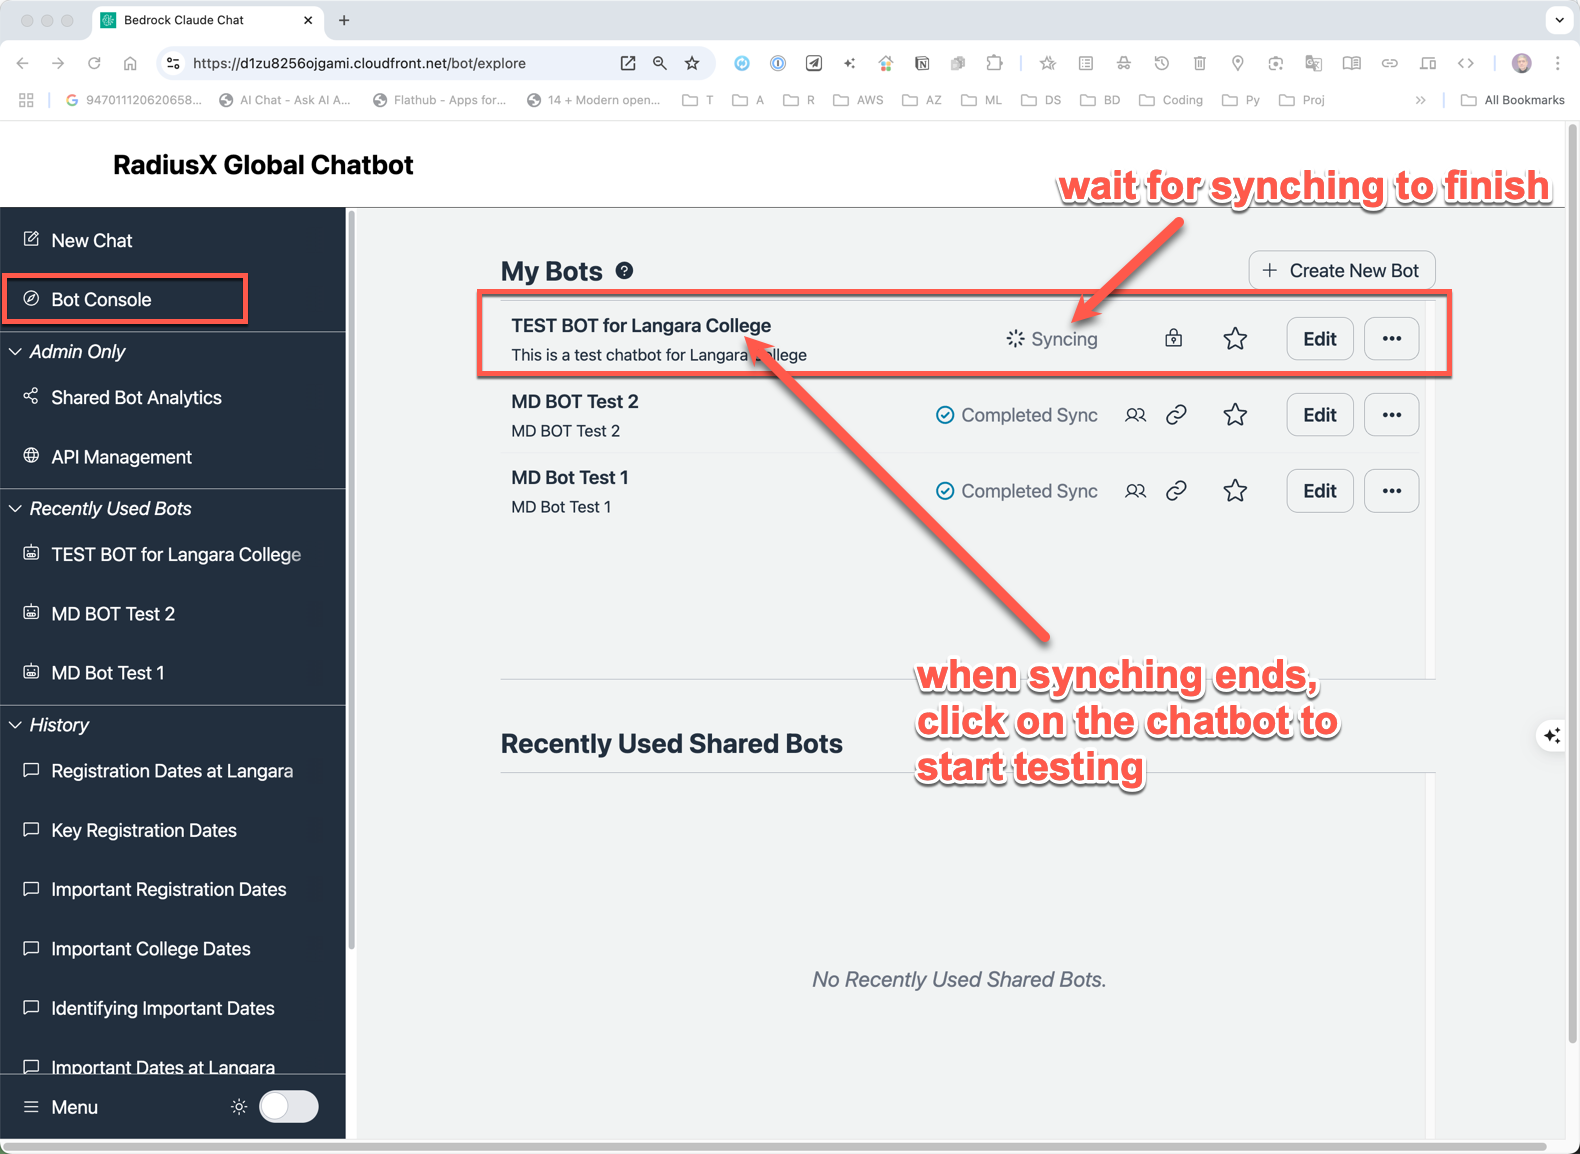 Bedrock Claude Chat
https://d1zu8256ojgami.cloudfront.net/bot/explore
947011120620658...
AI Chat - Ask AI A...
Flathub - Apps for...
14 + Modern open...
T
A
R
AWS
AZ
ML
DS
BD
Coding
Py
Proj
All Bookmarks
RadiusX Global Chatbot
wait for synching to finish
New Chat
Bot Console
Admin Only
Shared Bot Analytics
API Management
Recently Used Bots
TEST BOT for Langara College
MD BOT Test 2
MD Bot Test 1
History
Registration Dates at Langara
Key Registration Dates
Important Registration Dates
Important College Dates
Identifying Important Dates
Important Dates at Langara
Menu
My Bots
Create New Bot
TEST BOT for Langara College
This is a test chatbot for Langara College
Syncing
Edit
MD BOT Test 2
MD BOT Test 2
Completed Sync
Edit
MD Bot Test 1
MD Bot Test 1
Completed Sync
Edit
when synching ends,
click on the chatbot to
start testing
Recently Used Shared Bots
No Recently Used Shared Bots.